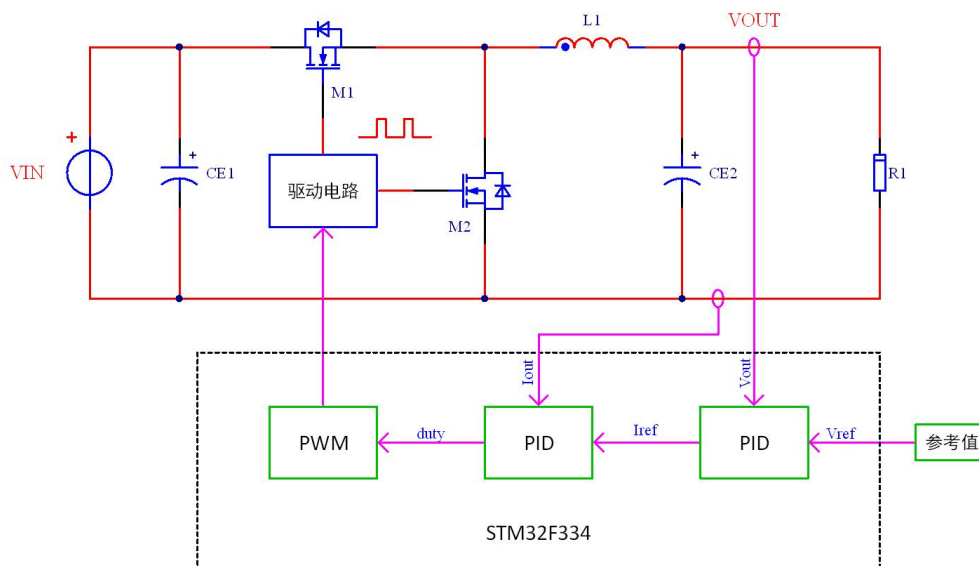 L1
VOUT
M1
VIN
+
+
CE1
驱动电路
M2
+
CE2
R1
Iout
Vout
PWM
duty
PID
Iref
PID
Vref
参考值
STM32F334